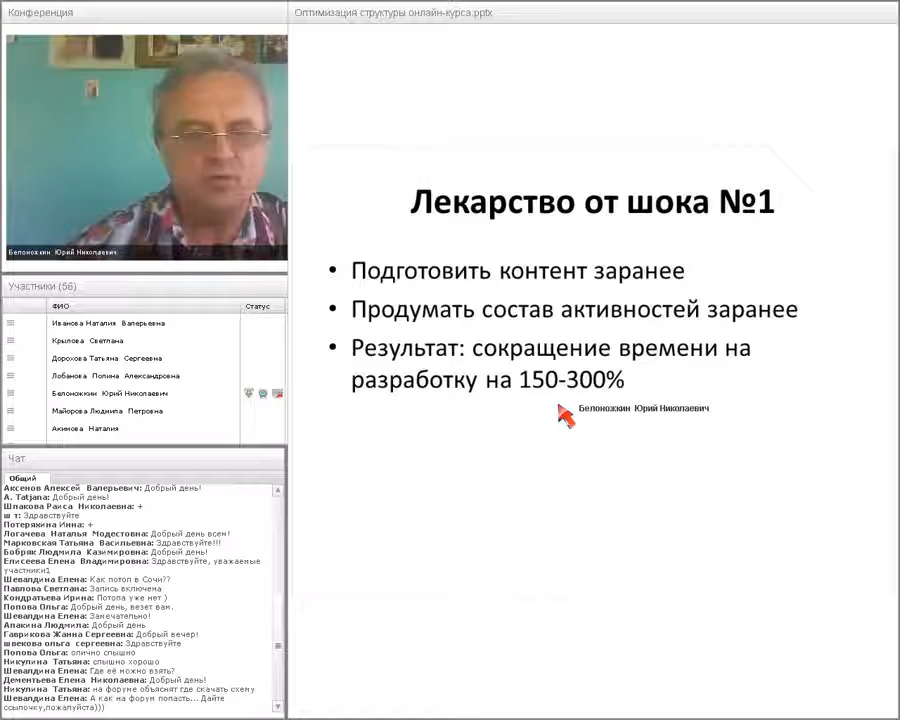 Конференция
Оптимизация структуры онлайн-курса.pptx
Белоножкин Юрий Николаевич
Лекарство от шока №1
• Подготовить контент заранее
• Продумать состав активностей заранее
• Результат: сокращение времени на
разработку на 150-300%
Белоножкин Юрий Николаевич
Участники (56)
ФИО Статус
Иванова Наталия Валерьевна
Крылова Светлана
Дорохова Татьяна Сергеевна
Лобанова Полина Александровна
Белоножкин Юрий Николаевич
Майорова Людмила Петровна
Акимова Наталия
Чат
Общий
Аксенов Алексей Валерьевич: Добрый день!
A. Tatjana: Добрый день!
Шпакова Раиса Николаевна: +
ш т: Здравствуйте
Потеряхина Инна: +
Логачева Наталья Модестовна: Добрый день всем!
Марковская Татьяна Васильевна: Здравствуйте!!!
Бобряк Людмила Казимировна: Добрый день!
Елисеева Елена Владимировна: Здравствуйте, уважаемые
участники1
Шевалдина Елена: Как потоп в Сочи??
Павлова Светлана: Запись включена
Кондратьева Ирина: Потопа уже нет )
Попова Ольга: Добрый день, везет вам.
Шевалдина Елена: Замечательно!
Апакина Людмила: Добрый день
Гаврикова Жанна Сергеевна: Добрый вечер!
швекова ольга сергеевна: Здравствуйте
Попова Ольга: олично слышно
Никулина Татьяна: слышно хорошо
Шевалдина Елена: Где её можно взять?
Дементьева Елена Николаевна: Добрый день!
Никулина Татьяна: на форуме объяснят где скачать схему
Шевалдина Елена: А как на форум попасть... Дайте
ссылочку,пожалуйста)))